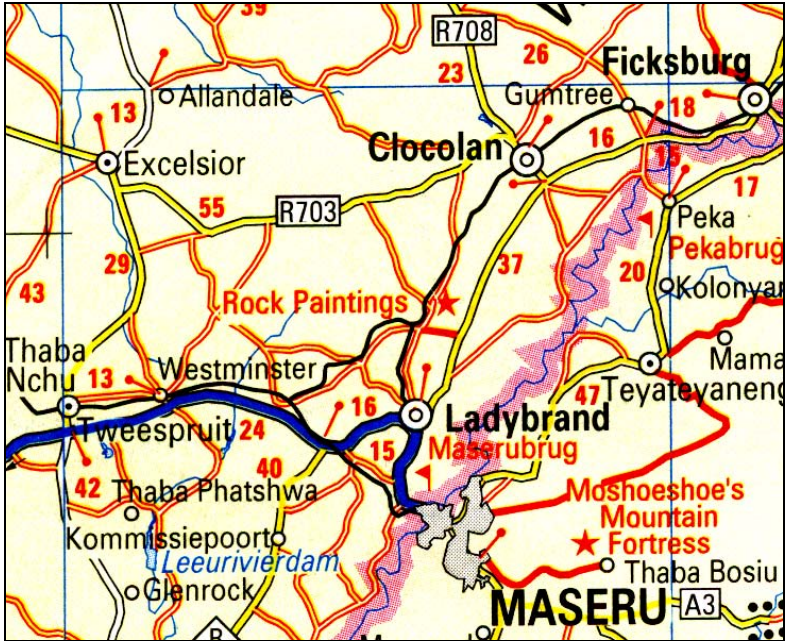 39
R708
26
Ficksburg
23
Allandale
Gumtree
18
13
16
Clocolan
15
Excelsior
17
55
R703
Peka
Pekabrug
29
37
20
43
Kolonyan
Rock Paintings
Thaba
Nchu
Mama
13
Westminster
Teyateyaneng
47
16
Ladybrand
Tweespruit
24
15
Maserubrug
40
42
Thaba Phatshwa
Moshoeshoe's
Mountain
Fortress
Kommissiepoort
Leeurivierdam
Thaba Bosiu
Glenrock
MASERU
A3
R